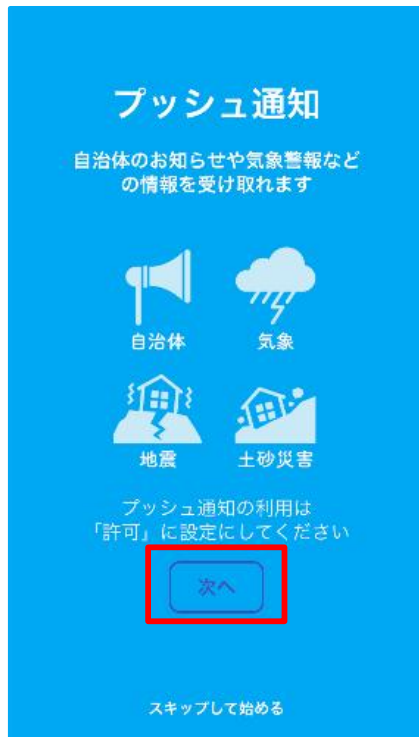 プッシュ通知
自治体のお知らせや気象警報など
の情報を受け取れます
自治体
気象
地震
土砂災害
プッシュ通知の利用は
「許可」に設定にしてください
次へ
スキップして始める